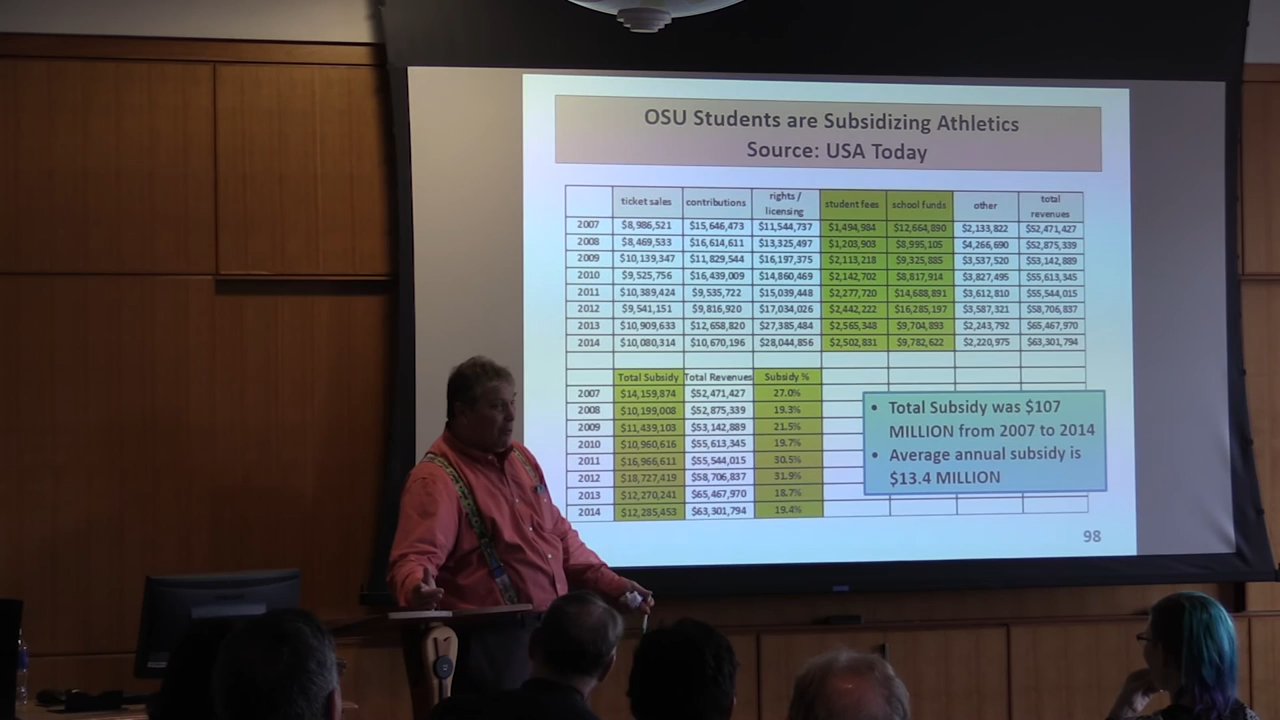 OSU Students are Subsidizing Athletics
Source: USA Today
ticket sales contributions rights / licensing student fees school funds other total revenues
2007 $8,986,521 $15,646,473 $11,544,737 $1,494,984 $12,664,890 $2,133,822 $52,471,427
2008 $8,469,533 $16,614,611 $13,325,497 $1,203,903 $8,995,105 $4,266,690 $52,875,339
2009 $10,139,347 $11,829,544 $16,197,375 $2,113,218 $9,325,885 $3,537,520 $53,142,889
2010 $9,525,756 $16,439,009 $14,860,469 $2,142,702 $8,817,914 $3,827,495 $55,613,345
2011 $10,389,424 $9,535,722 $15,039,448 $2,277,720 $14,688,891 $3,612,810 $55,544,015
2012 $9,541,151 $9,816,920 $17,034,026 $2,442,222 $16,285,197 $3,587,321 $58,706,837
2013 $10,909,633 $12,658,820 $27,385,484 $2,565,348 $9,704,893 $2,243,792 $65,467,970
2014 $10,080,314 $10,670,196 $28,044,856 $2,502,831 $9,782,622 $2,220,975 $63,301,794
Total Subsidy Total Revenues Subsidy %
2007 $14,159,874 $52,471,427 27.0%
2008 $10,199,008 $52,875,339 19.3%
2009 $11,439,103 $53,142,889 21.5%
2010 $10,960,616 $55,613,345 19.7%
2011 $16,966,611 $55,544,015 30.5%
2012 $18,727,419 $58,706,837 31.9%
2013 $12,270,241 $65,467,970 18.7%
2014 $12,285,453 $63,301,794 19.4%
• Total Subsidy was $107
MILLION from 2007 to 2014
• Average annual subsidy is
$13.4 MILLION
98